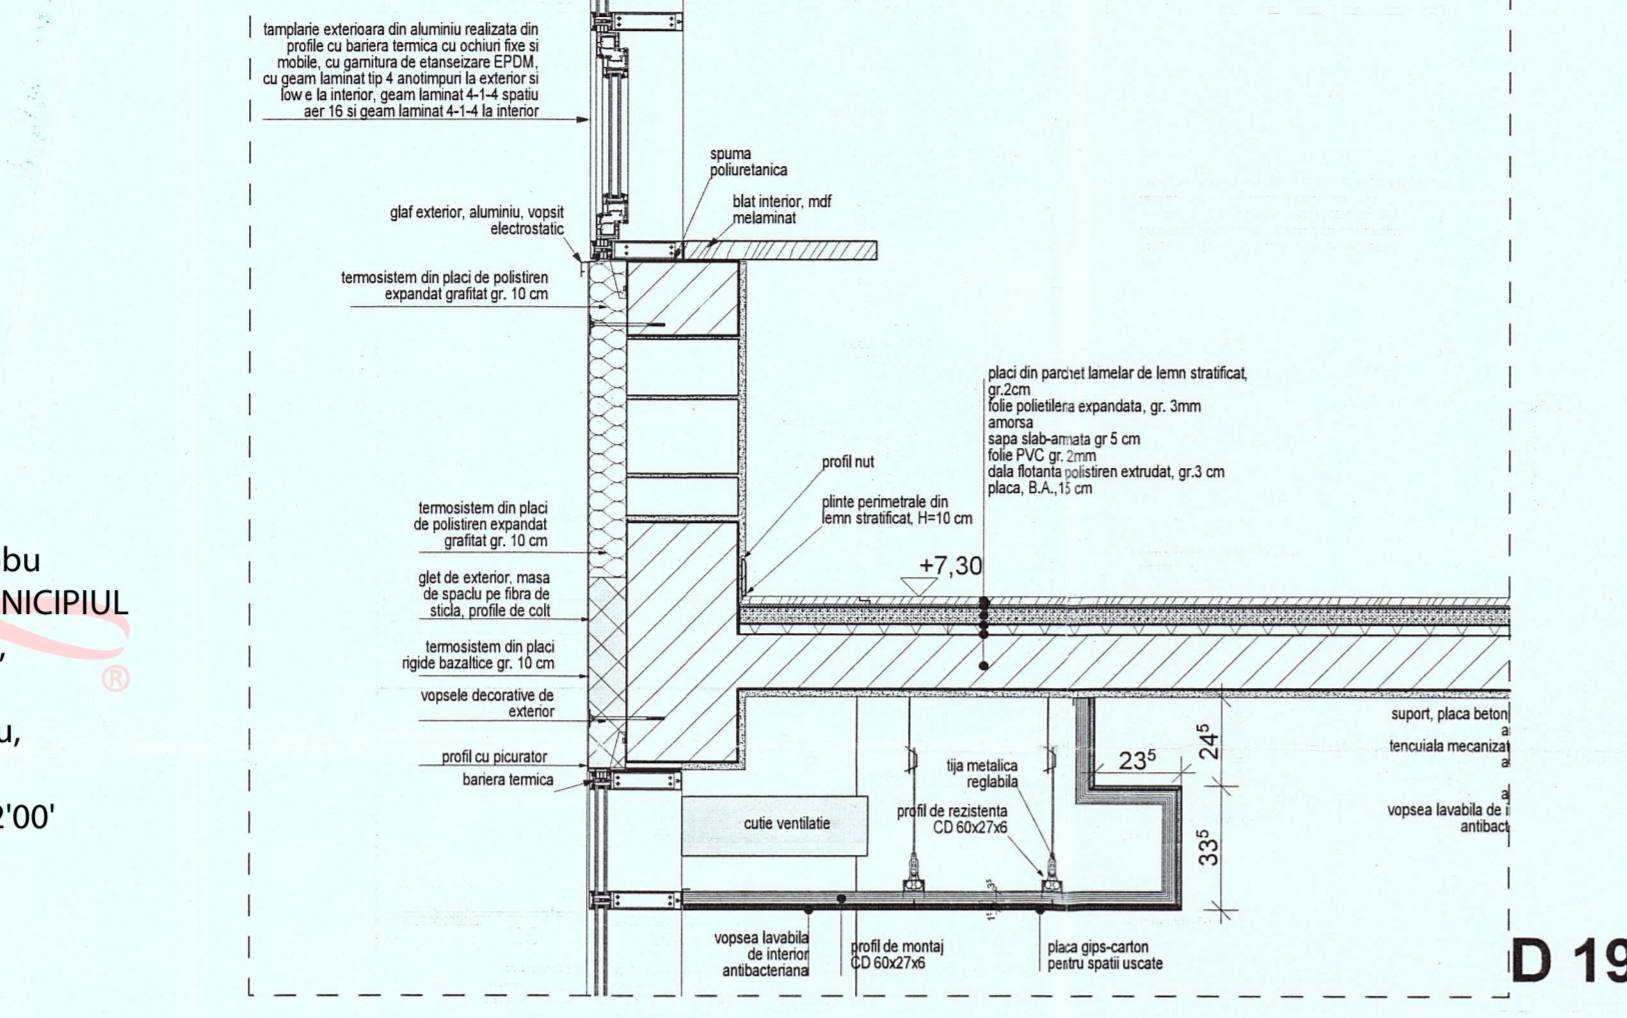 tamplarie exterioara din aluminiu realizata din
profile cu bariera termica cu ochiuri fixe si
mobile, cu garnitura de etanseizare EPDM,
cu geam laminat tip 4 anotimpuri la exterior si
low e la interior, geam laminat 4-1-4 spatiu
aer 16 si geam laminat 4-1-4 la interior
spuma
poliuretanica
blat interior, mdf
melaminat
glaf exterior, aluminiu, vopsit
electrostatic
termosistem din placi de polistiren
expandat grafitat gr. 10 cm
placi din parchet lamelar de lemn stratificat,
gr.2cm
folie polietilena expandata, gr. 3mm
amorsa
sapa slab-armata gr 5 cm
folie PVC gr. 2mm
dala flotanta polistiren extrudat, gr.3 cm
placa, B.A.,15 cm
profil nut
plinte perimetrale din
lemn stratificat, H=10 cm
+7,30
termosistem din placi
de polistiren expandat
grafitat gr. 10 cm
glet de exterior, masa
de spaclu pe fibra de
sticla, profile de colt
termosistem din placi
rigide bazaltice gr. 10 cm
vopsele decorative de
exterior
profil cu picurator
bariera termica
bu
NICIPIUL
,
u,
2'00'
®
cutie ventilatie
tija metalica
reglabila
profil de rezistenta
CD 60x27x6
23⁵
24⁵
33⁵
suport, placa beton
a
tencuiala mecanizat
a
a
vopsea lavabila de i
antibact
vopsea lavabila
de interior
antibacteriana
profil de montaj
CD 60x27x6
placa gips-carton
pentru spatii uscate
D 19